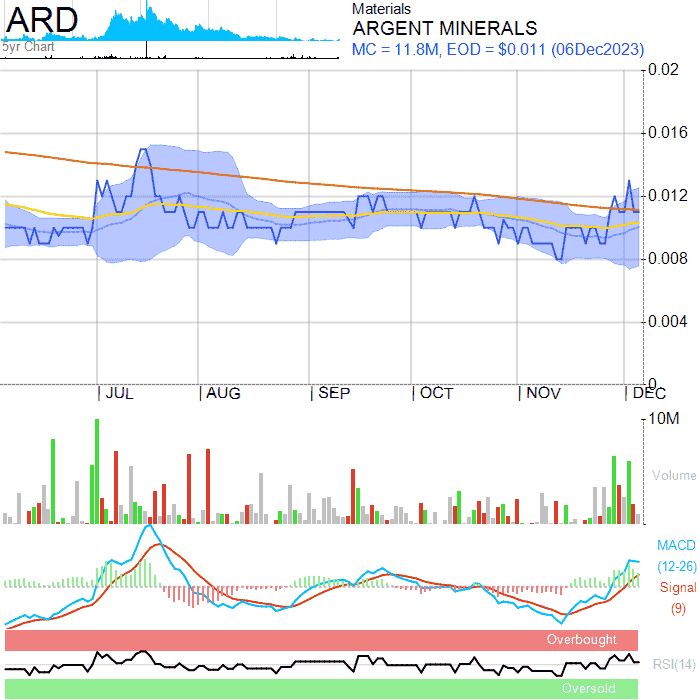 ARD
5yr Chart
Materials
ARGENT MINERALS
MC = 11.8M, EOD = $0.011 (06Dec2023)
0.02
0.016
0.012
0.008
0.004
0
JUL AUG SEP OCT NOV DEC
10M
Volume
MACD
(12-26)
Signal
(9)
Overbought
RSI(14)
Oversold